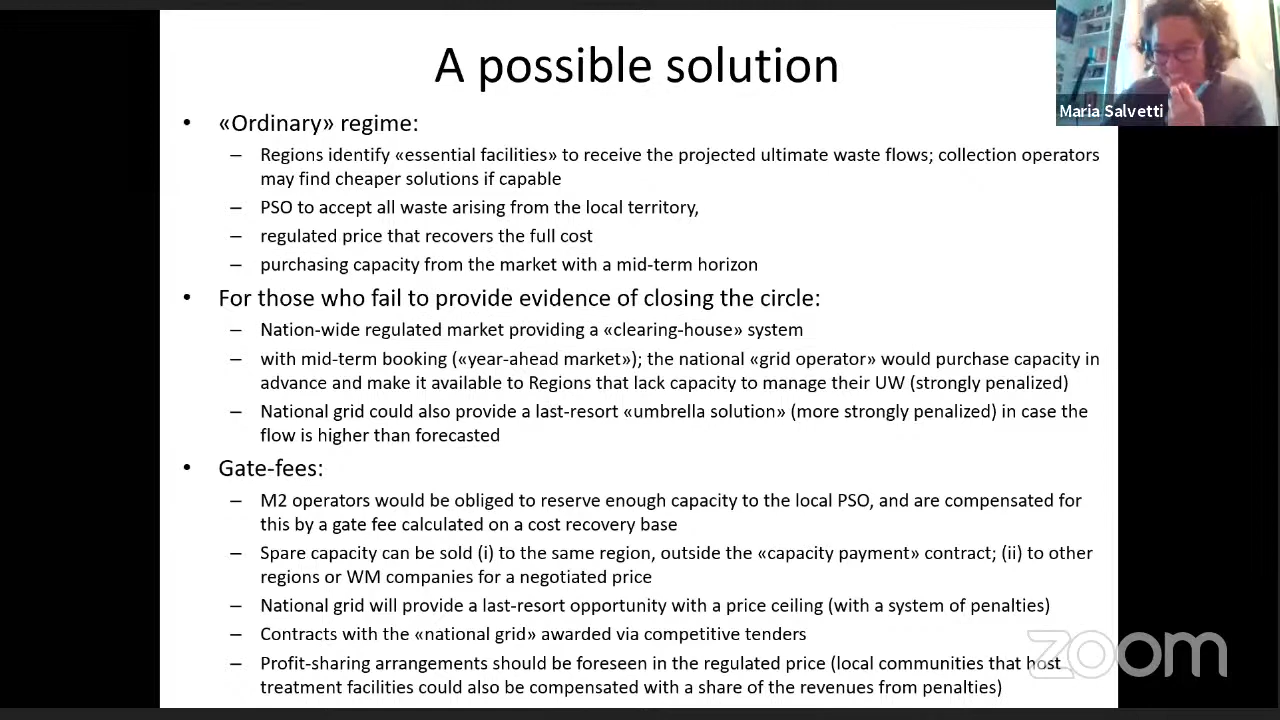 A possible solution
Maria Salvetti
• «Ordinary» regime:
– Regions identify «essential facilities» to receive the projected ultimate waste flows; collection operators
may find cheaper solutions if capable
– PSO to accept all waste arising from the local territory,
– regulated price that recovers the full cost
– purchasing capacity from the market with a mid-term horizon
• For those who fail to provide evidence of closing the circle:
– Nation-wide regulated market providing a «clearing-house» system
– with mid-term booking («year-ahead market»); the national «grid operator» would purchase capacity in
advance and make it available to Regions that lack capacity to manage their UW (strongly penalized)
– National grid could also provide a last-resort «umbrella solution» (more strongly penalized) in case the
flow is higher than forecasted
• Gate-fees:
– M2 operators would be obliged to reserve enough capacity to the local PSO, and are compensated for
this by a gate fee calculated on a cost recovery base
– Spare capacity can be sold (i) to the same region, outside the «capacity payment» contract; (ii) to other
regions or WM companies for a negotiated price
– National grid will provide a last-resort opportunity with a price ceiling (with a system of penalties)
– Contracts with the «national grid» awarded via competitive tenders
– Profit-sharing arrangements should be foreseen in the regulated price (local communities that host
treatment facilities could also be compensated with a share of the revenues from penalties)
zoom